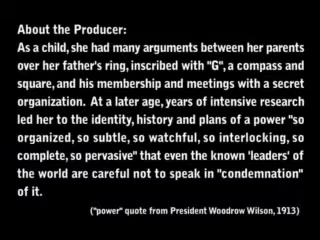 About the Producer:
As a child, she had many arguments between her parents
over her father's ring, inscribed with "G", a compass and
square, and his membership and meetings with a secret
organization. At a later age, years of intensive research
led her to the identity, history and plans of a power "so
organized, so subtle, so watchful, so interlocking, so
complete, so pervasive" that even the known 'leaders' of
the world are careful not to speak in "condemnation"
of it.
("power" quote from President Woodrow Wilson, 1913)